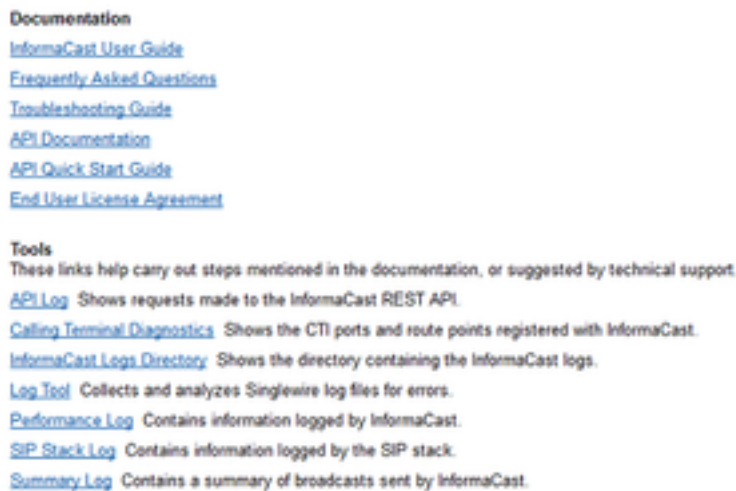 Documentation
InformaCast User Guide
Frequently Asked Questions
Troubleshooting Guide
API Documentation
API Quick Start Guide
End User License Agreement
Tools
These links help carry out steps mentioned in the documentation, or suggested by technical support
API Log Shows requests made to the InformaCast REST API.
Calling Terminal Diagnostics Shows the CTI ports and route points registered with InformaCast.
InformaCast Logs Directory Shows the directory containing the InformaCast logs.
Log Tool Collects and analyzes Singlewire log files for errors.
Performance Log Contains information logged by InformaCast.
SIP Stack Log Contains information logged by the SIP stack.
Summary Log Contains a summary of broadcasts sent by InformaCast.